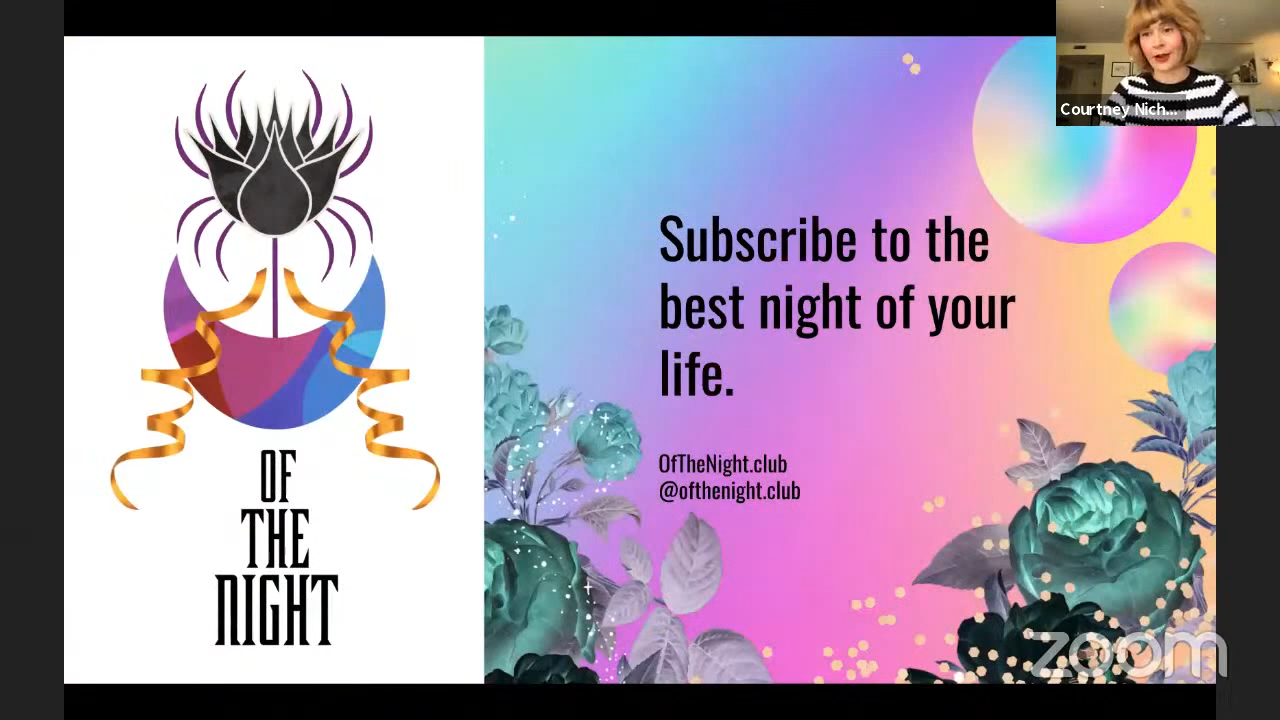 Courtney Nich...
Subscribe to the
best night of your
life.
OfTheNight.club
@ofthenight.club
OF
THE
NIGHT
zoom